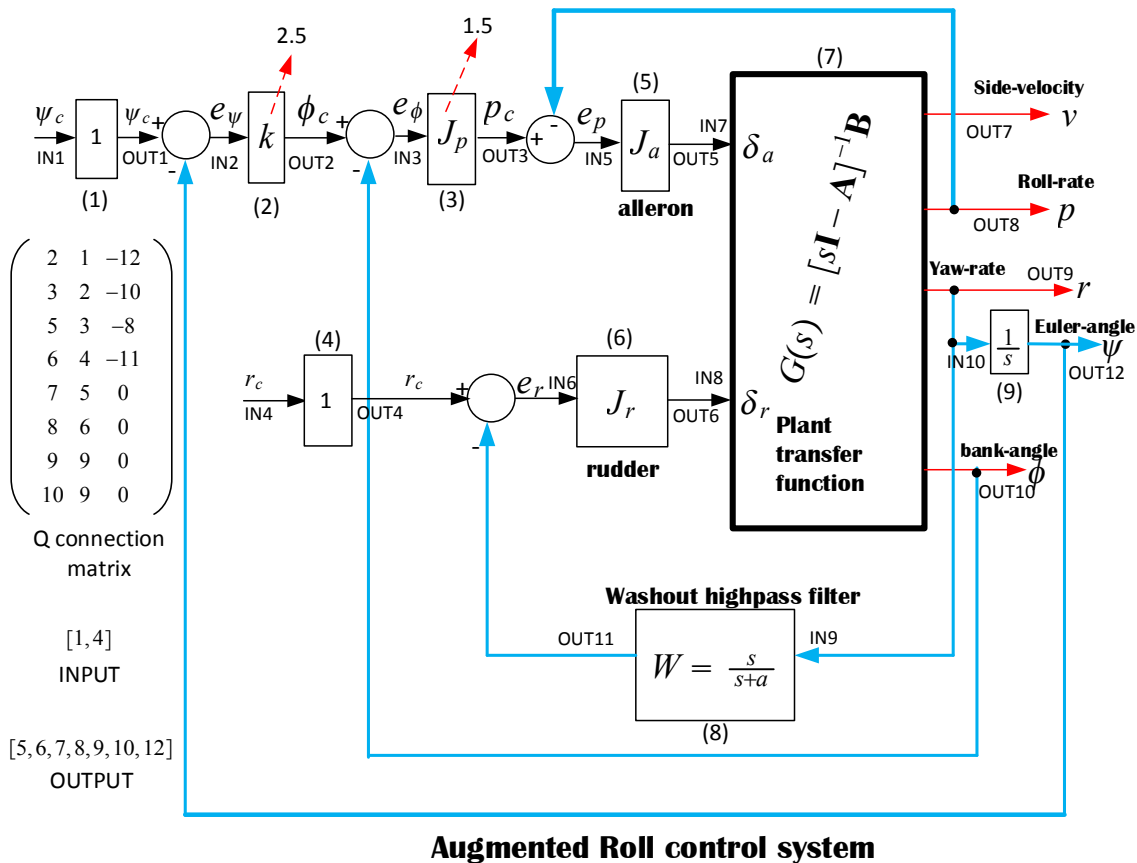 2.5
1.5
(7)
(5)
Side-velocity
ψc
1
ψc
+
-
eψ
k
ϕc
+
-
eϕ
Jp
pc
+
-
ep
Ja
IN7
δa
v
IN1
OUT1
IN2
OUT2
IN3
OUT3
IN5
OUT5
OUT7
(1)
(2)
(3)
alleron
G(s) = [sI − A]⁻¹B
Roll-rate
p
OUT8
2 1 −12
3 2 −10
5 3 −8
6 4 −11
7 5 0
8 6 0
9 9 0
10 9 0
Q connection
matrix
Yaw-rate
OUT9
r
(4)
(6)
Euler-angle
1/s
ψ
IN10
OUT12
(9)
rc
1
rc
+
-
er
IN6
Jr
IN8
δr
IN4
OUT4
OUT6
rudder
Plant
transfer
function
bank-angle
ϕ
OUT10
[1,4]
INPUT
Washout highpass filter
OUT11
W = s/(s+a)
IN9
(8)
[5,6,7,8,9,10,12]
OUTPUT
Augmented Roll control system